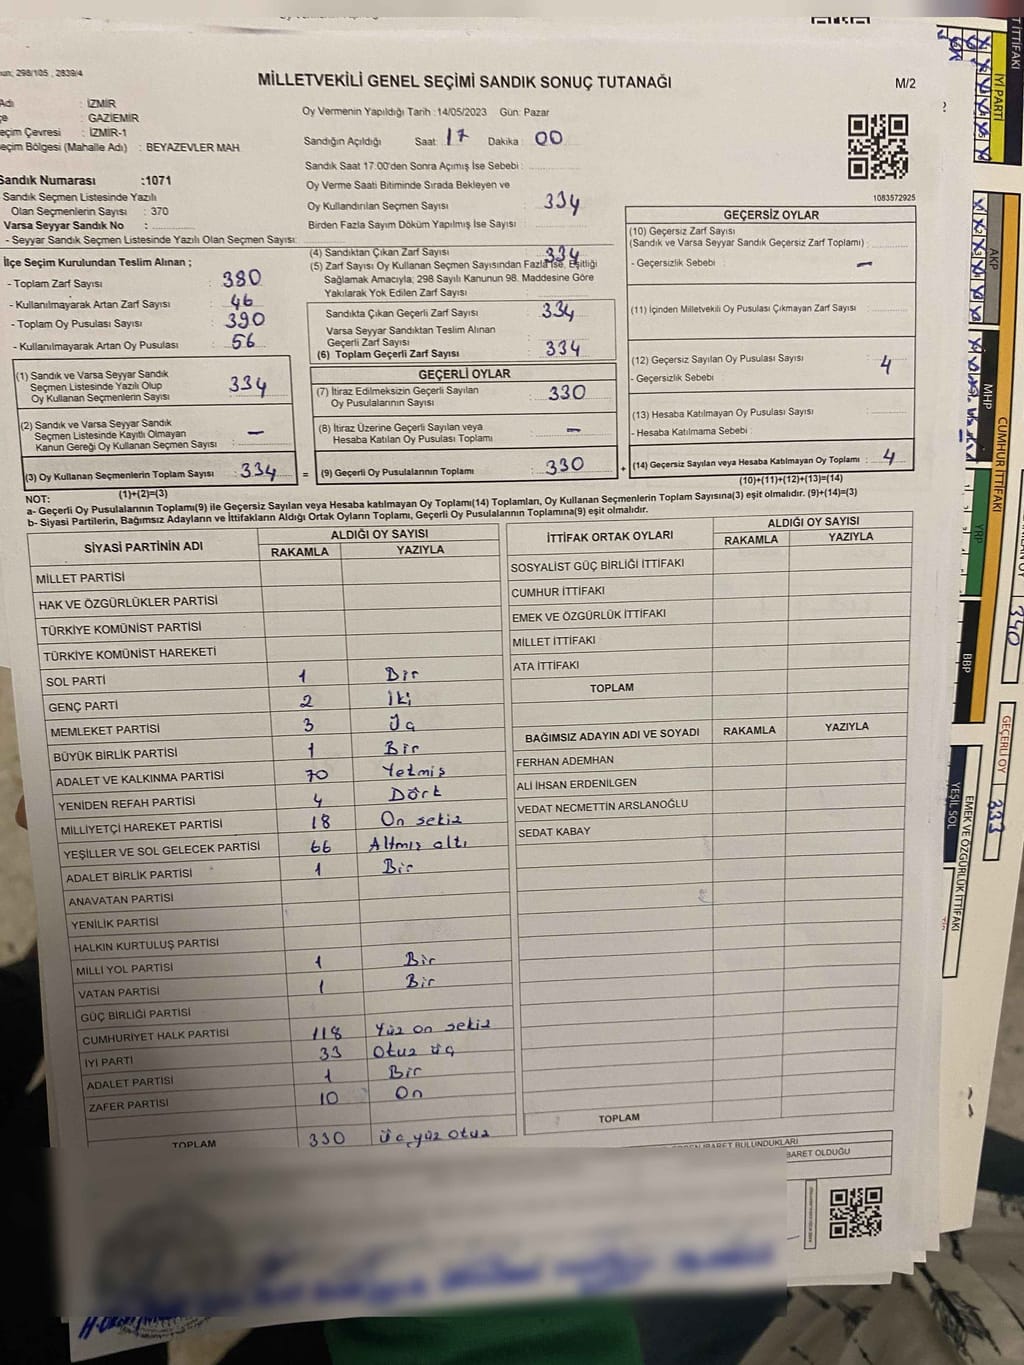 298/105 , 2839/4
MİLLETVEKİLİ GENEL SEÇİMİ SANDIK SONUÇ TUTANAĞI
M/2
Adı : İZMİR
: GAZİEMİR
eçim Çevresi : İZMİR-1
eçim Bölgesi (Mahalle Adı) : BEYAZEVLER MAH
Oy Vermenin Yapıldığı Tarih :14/05/2023 Gün: Pazar
Sandığın Açıldığı Saat: 17 Dakika : 00
Sandık Saat 17:00'den Sonra Açımış İse Sebebi :
Oy Verme Saati Bitiminde Sırada Bekleyen ve
Oy Kullandırılan Seçmen Sayısı : 334
Birden Fazla Sayım Döküm Yapılmış İse Sayısı :
1083572925
Sandık Numarası :1071
Sandık Seçmen Listesinde Yazılı
Olan Seçmenlerin Sayısı : 370
Varsa Seyyar Sandık No :
- Seyyar Sandık Seçmen Listesinde Yazılı Olan Seçmen Sayısı:
İlçe Seçim Kurulundan Teslim Alınan ;
- Toplam Zarf Sayısı : 380
- Kullanılmayarak Artan Zarf Sayısı : 46
- Toplam Oy Pusulası Sayısı : 390
- Kullanılmayarak Artan Oy Pusulası : 56
(4) Sandıktan Çıkan Zarf Sayısı : 334
(5) Zarf Sayısı Oy Kullanan Seçmen Sayısından Fazla İse, Eşitliği
Sağlamak Amacıyla; 298 Sayılı Kanunun 98. Maddesine Göre
Yakılarak Yok Edilen Zarf Sayısı :
Sandıkta Çıkan Geçerli Zarf Sayısı : 334
Varsa Seyyar Sandıktan Teslim Alınan
Geçerli Zarf Sayısı :
(6) Toplam Geçerli Zarf Sayısı : 334
GEÇERSİZ OYLAR
(10) Geçersiz Zarf Sayısı
(Sandık ve Varsa Seyyar Sandık Geçersiz Zarf Toplamı) :
- Geçersizlik Sebebi : -
(11) İçinden Milletvekili Oy Pusulası Çıkmayan Zarf Sayısı :
(12) Geçersiz Sayılan Oy Pusulası Sayısı : 4
- Geçersizlik Sebebi :
(13) Hesaba Katılmayan Oy Pusulası Sayısı :
- Hesaba Katılmama Sebebi :
(14) Geçersiz Sayılan veya Hesaba Katılmayan Oy Toplamı : 4
(10)+(11)+(12)+(13)=(14)
(1) Sandık ve Varsa Seyyar Sandık
Seçmen Listesinde Yazılı Olup
Oy Kullanan Seçmenlerin Sayısı : 334
(2) Sandık ve Varsa Seyyar Sandık
Seçmen Listesinde Kayıtlı Olmayan
Kanun Gereği Oy Kullanan Seçmen Sayısı : -
(3) Oy Kullanan Seçmenlerin Toplam Sayısı : 334 =
(1)+(2)=(3)
GEÇERLİ OYLAR
(7) İtiraz Edilmeksizin Geçerli Sayılan
Oy Pusulalarının Sayısı : 330
(8) İtiraz Üzerine Geçerli Sayılan veya
Hesaba Katılan Oy Pusulası Toplamı : -
(9) Geçerli Oy Pusulalarının Toplamı : 330 +
NOT:
a- Geçerli Oy Pusulalarının Toplamı(9) ile Geçersiz Sayılan veya Hesaba katılmayan Oy Toplamı(14) Toplamları, Oy Kullanan Seçmenlerin Toplam Sayısına(3) eşit olmalıdır. (9)+(14)=(3)
b- Siyasi Partilerin, Bağımsız Adayların ve İttifakların Aldığı Ortak Oyların Toplamı, Geçerli Oy Pusulalarının Toplamına(9) eşit olmalıdır.
SİYASİ PARTİNİN ADI ALDIĞI OY SAYISI
RAKAMLA YAZIYLA
MİLLET PARTİSİ
HAK VE ÖZGÜRLÜKLER PARTİSİ
TÜRKİYE KOMÜNİST PARTİSİ
TÜRKİYE KOMÜNİST HAREKETİ
SOL PARTİ 1 Bir
GENÇ PARTİ 2 İki
MEMLEKET PARTİSİ 3 Üç
BÜYÜK BİRLİK PARTİSİ 1 Bir
ADALET VE KALKINMA PARTİSİ 70 Yetmiş
YENİDEN REFAH PARTİSİ 4 Dört
MİLLİYETÇİ HAREKET PARTİSİ 18 On sekiz
YEŞİLLER VE SOL GELECEK PARTİSİ 66 Altmış altı
ADALET BİRLİK PARTİSİ 1 Bir
ANAVATAN PARTİSİ
YENİLİK PARTİSİ
HALKIN KURTULUŞ PARTİSİ
MİLLİ YOL PARTİSİ 1 Bir
VATAN PARTİSİ 1 Bir
GÜÇ BİRLİĞİ PARTİSİ
CUMHURİYET HALK PARTİSİ 118 Yüz on sekiz
İYİ PARTİ 33 Otuz üç
ADALET PARTİSİ 1 Bir
ZAFER PARTİSİ 10 On
TOPLAM 330 Üç yüz otuz
İTTİFAK ORTAK OYLARI ALDIĞI OY SAYISI
RAKAMLA YAZIYLA
SOSYALİST GÜÇ BİRLİĞİ İTTİFAKI
CUMHUR İTTİFAKI
EMEK VE ÖZGÜRLÜK İTTİFAKI
MİLLET İTTİFAKI
ATA İTTİFAKI
TOPLAM
BAĞIMSIZ ADAYIN ADI VE SOYADI RAKAMLA YAZIYLA
FERHAN ADEMHAN
ALİ İHSAN ERDENİLGEN
VEDAT NECMETTİN ARSLANOĞLU
SEDAT KABAY
TOPLAM
İBARET BULUNDUKLARI
BARET OLDUĞU
T İTTİFAKI
İYİ PARTİ
AKP
MHP
CUMHUR İTTİFAKI
YRP
BBP
340
GEÇERLİ OY
333
YEŞİL SOL
EMEK VE ÖZGÜRLÜK İTTİFAKI